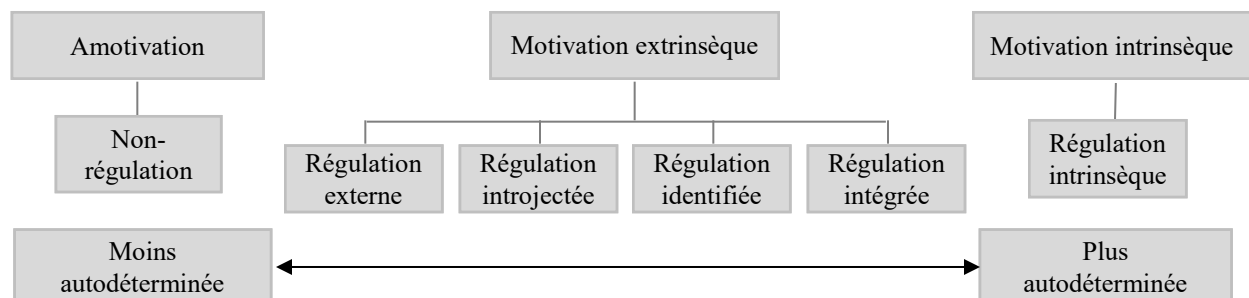 Amotivation
Motivation extrinsèque
Motivation intrinsèque
Non-
régulation
Régulation
externe
Régulation
introjectée
Régulation
identifiée
Régulation
intégrée
Régulation
intrinsèque
Moins
autodéterminée
Plus
autodéterminée